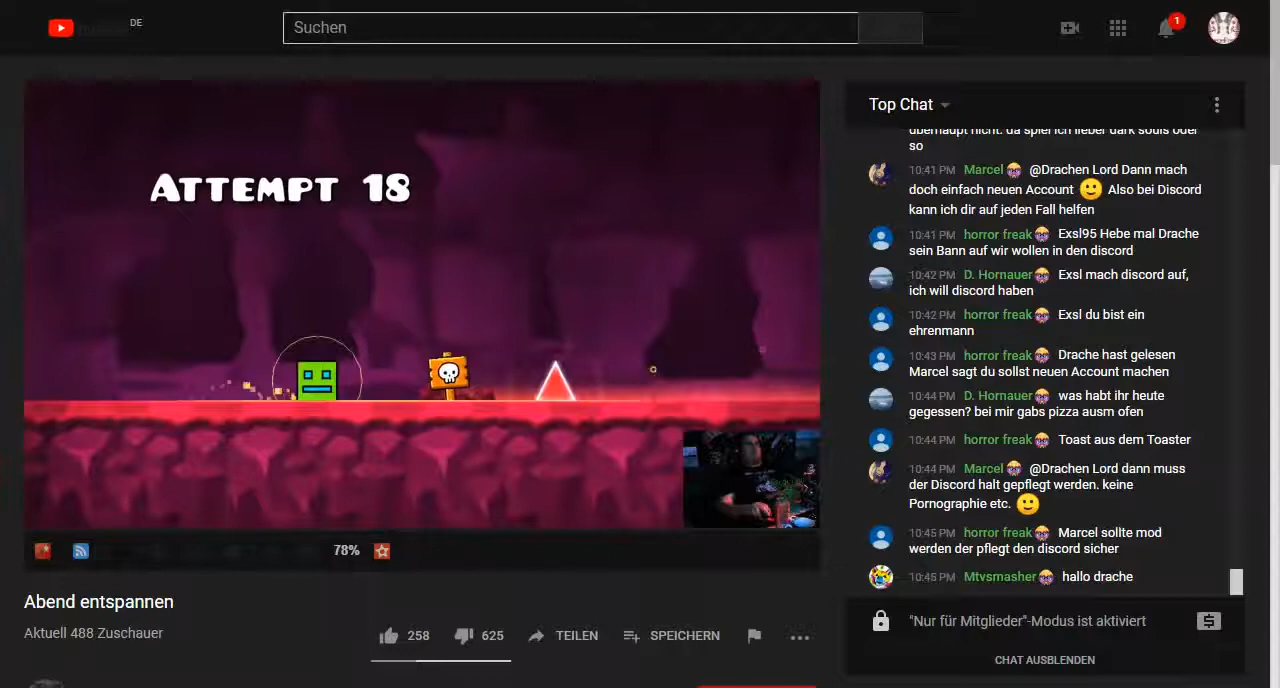 DE
Suchen
1
ATTEMPT 18
78%
Abend entspannen
Aktuell 488 Zuschauer
258
625
TEILEN
SPEICHERN
Top Chat
überhaupt nicht. da spiel ich lieber dark souls oder
so
10:41 PM Marcel @Drachen Lord Dann mach
doch einfach neuen Account 🙂 Also bei Discord
kann ich dir auf jeden Fall helfen
10:41 PM horror freak Exsl95 Hebe mal Drache
sein Bann auf wir wollen in den discord
10:42 PM D. Hornauer Exsl mach discord auf,
ich will discord haben
10:42 PM horror freak Exsl du bist ein
ehrenmann
10:43 PM horror freak Drache hast gelesen
Marcel sagt du sollst neuen Account machen
10:44 PM D. Hornauer was habt ihr heute
gegessen? bei mir gabs pizza ausm ofen
10:44 PM horror freak Toast aus dem Toaster
10:44 PM Marcel @Drachen Lord dann muss
der Discord halt gepflegt werden. keine
Pornographie etc. 🙂
10:45 PM horror freak Marcel sollte mod
werden der pflegt den discord sicher
10:45 PM Mtvsmasher hallo drache
"Nur für Mitglieder"-Modus ist aktiviert
CHAT AUSBLENDEN